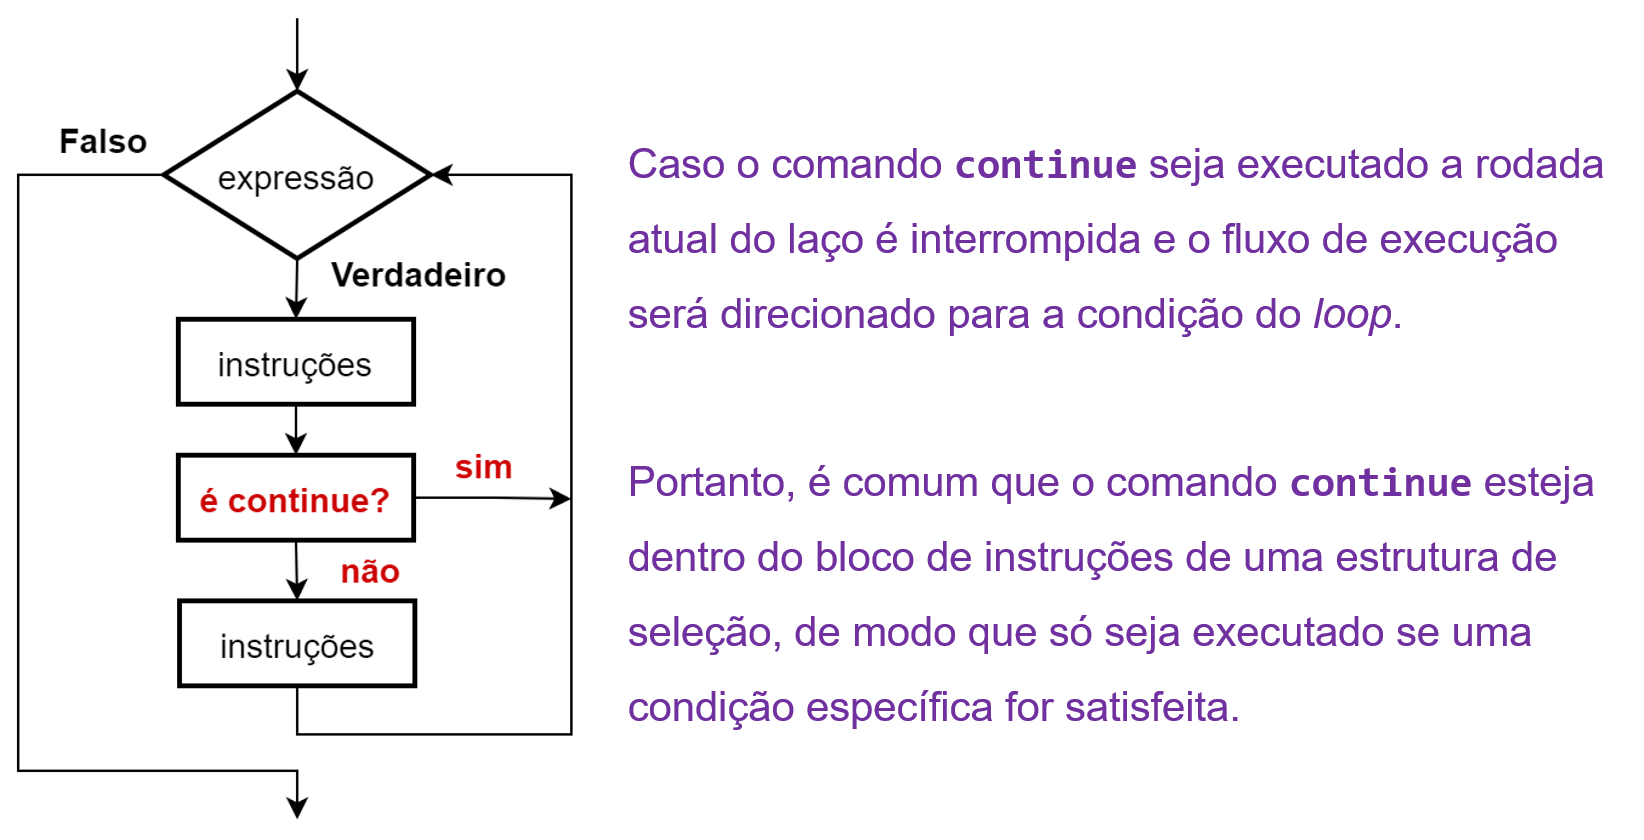 Falso
expressão
Verdadeiro
instruções
é continue?
sim
não
instruções
Caso o comando continue seja executado a rodada
atual do laço é interrompida e o fluxo de execução
será direcionado para a condição do loop.
Portanto, é comum que o comando continue esteja
dentro do bloco de instruções de uma estrutura de
seleção, de modo que só seja executado se uma
condição específica for satisfeita.